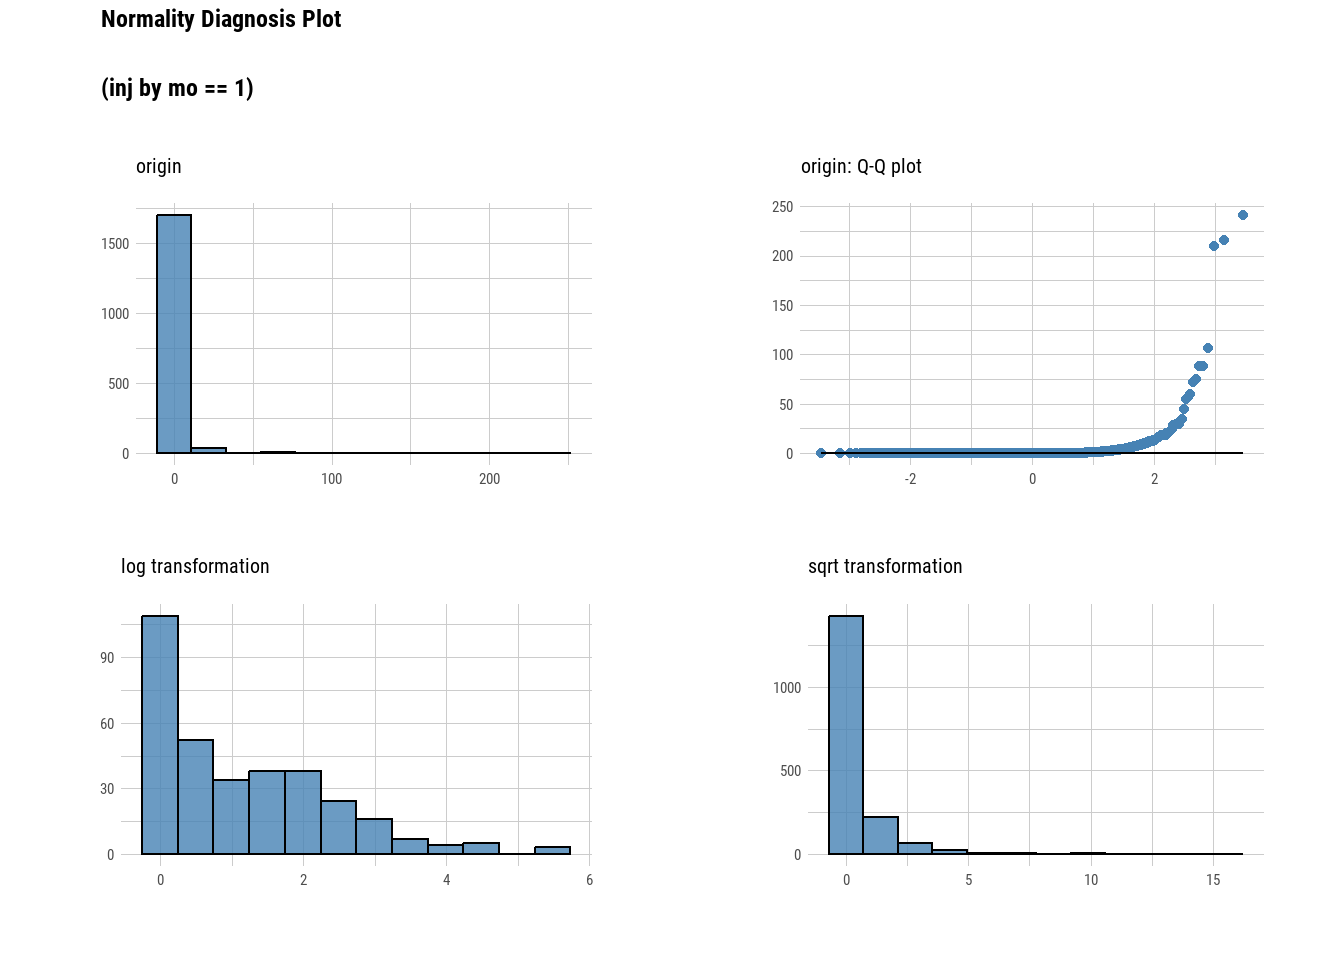 Normality Diagnosis Plot
(inj by mo == 1)
origin
1500
1000
500
0
0 100 200
origin: Q-Q plot
250
200
150
100
50
0
-2 0 2
log transformation
90
60
30
0
0 2 4 6
sqrt transformation
1000
500
0
0 5 10 15